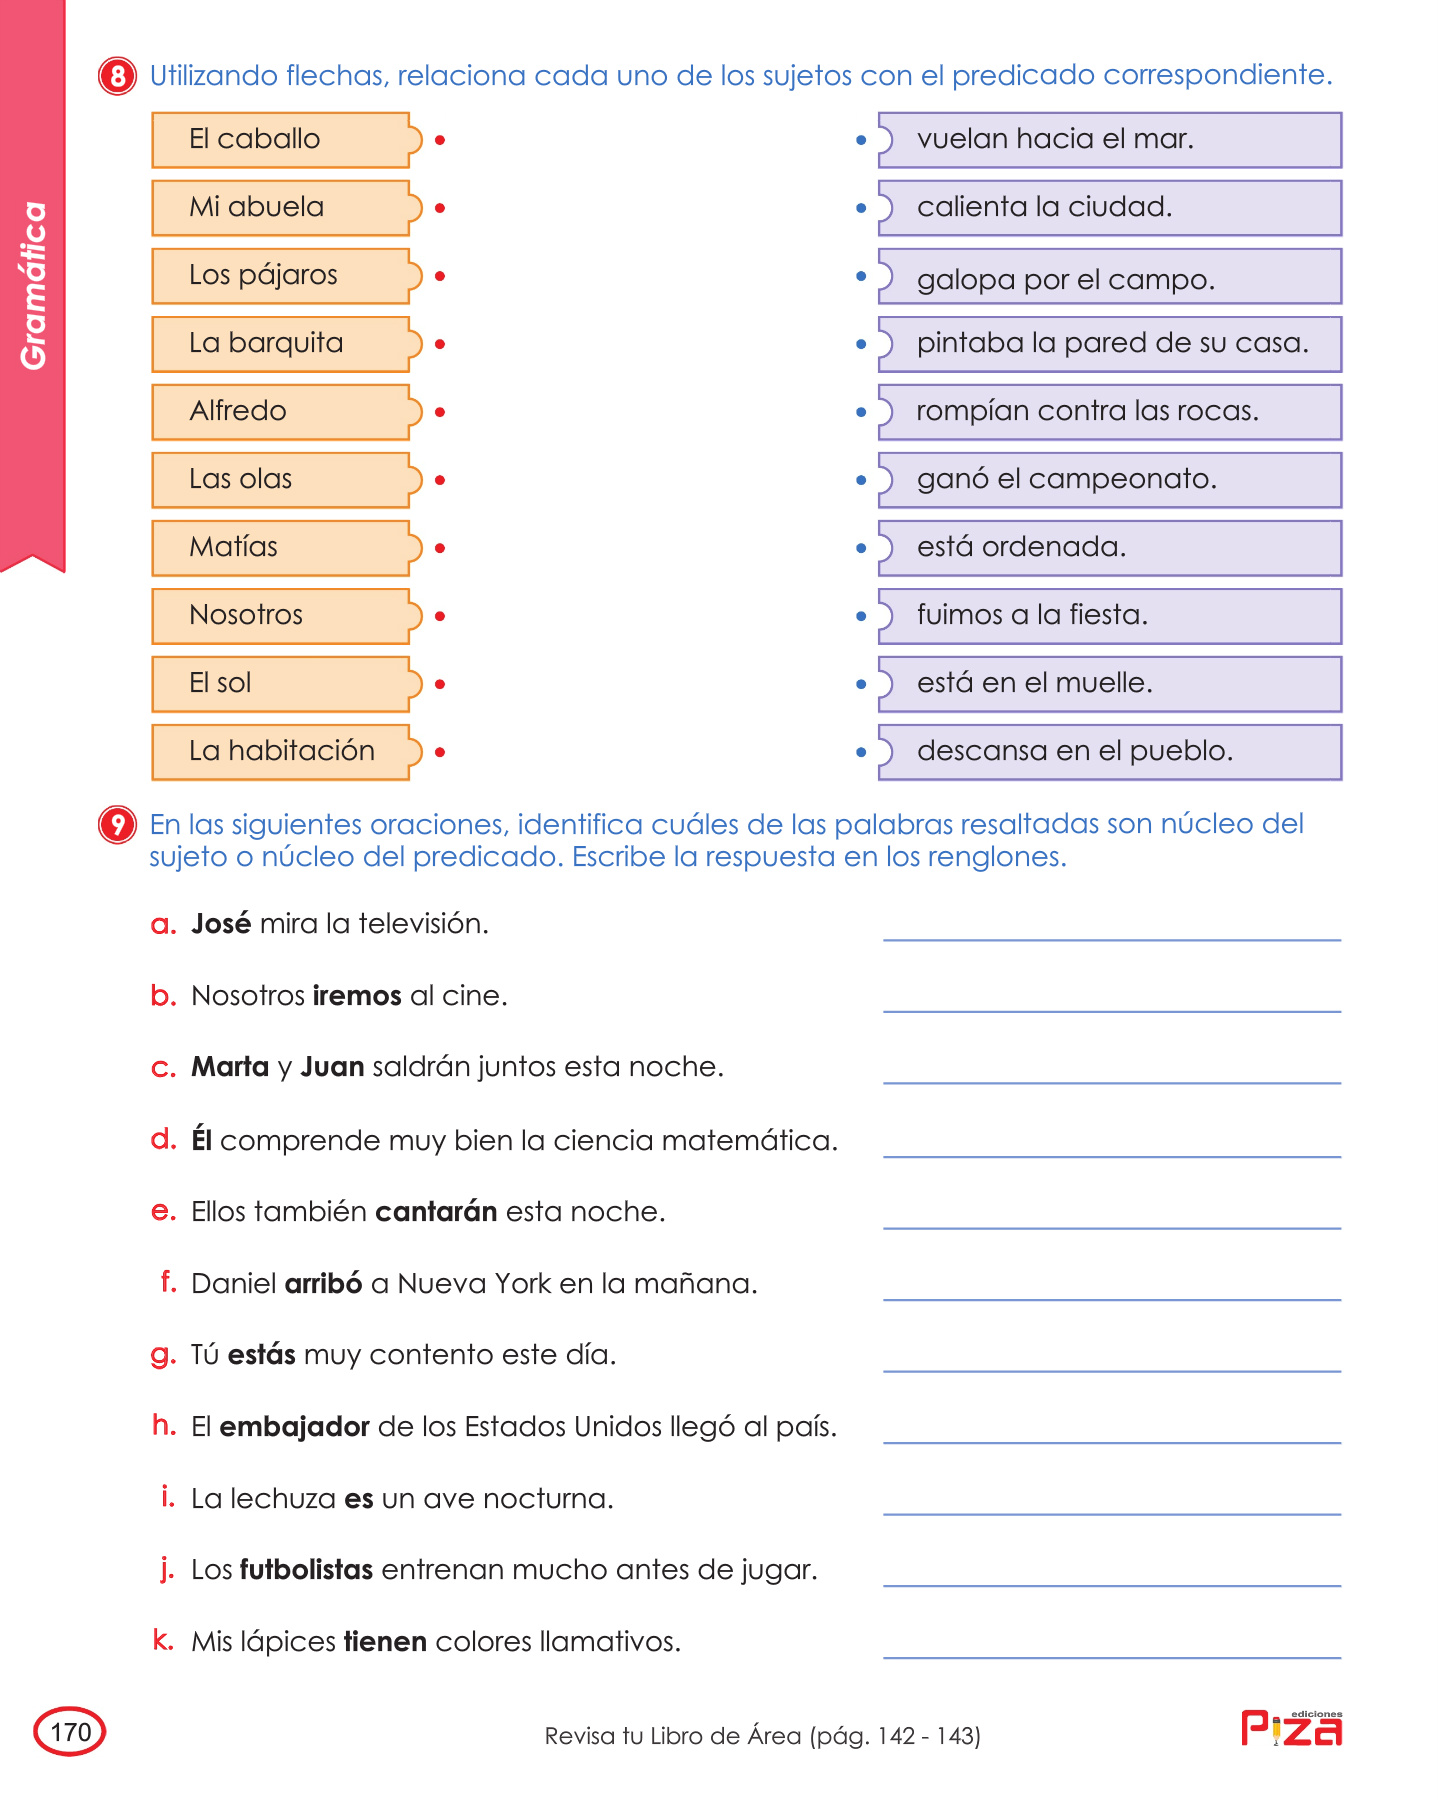 Gramática
8 Utilizando flechas, relaciona cada uno de los sujetos con el predicado correspondiente.
El caballo • • vuelan hacia el mar.
Mi abuela • • calienta la ciudad.
Los pájaros • • galopa por el campo.
La barquita • • pintaba la pared de su casa.
Alfredo • • rompían contra las rocas.
Las olas • • ganó el campeonato.
Matías • • está ordenada.
Nosotros • • fuimos a la fiesta.
El sol • • está en el muelle.
La habitación • • descansa en el pueblo.
9 En las siguientes oraciones, identifica cuáles de las palabras resaltadas son núcleo del
sujeto o núcleo del predicado. Escribe la respuesta en los renglones.
a. José mira la televisión.
b. Nosotros iremos al cine.
c. Marta y Juan saldrán juntos esta noche.
d. Él comprende muy bien la ciencia matemática.
e. Ellos también cantarán esta noche.
f. Daniel arribó a Nueva York en la mañana.
g. Tú estás muy contento este día.
h. El embajador de los Estados Unidos llegó al país.
i. La lechuza es un ave nocturna.
j. Los futbolistas entrenan mucho antes de jugar.
k. Mis lápices tienen colores llamativos.
170
Revisa tu Libro de Área (pág. 142 - 143)
ediciones
Piza